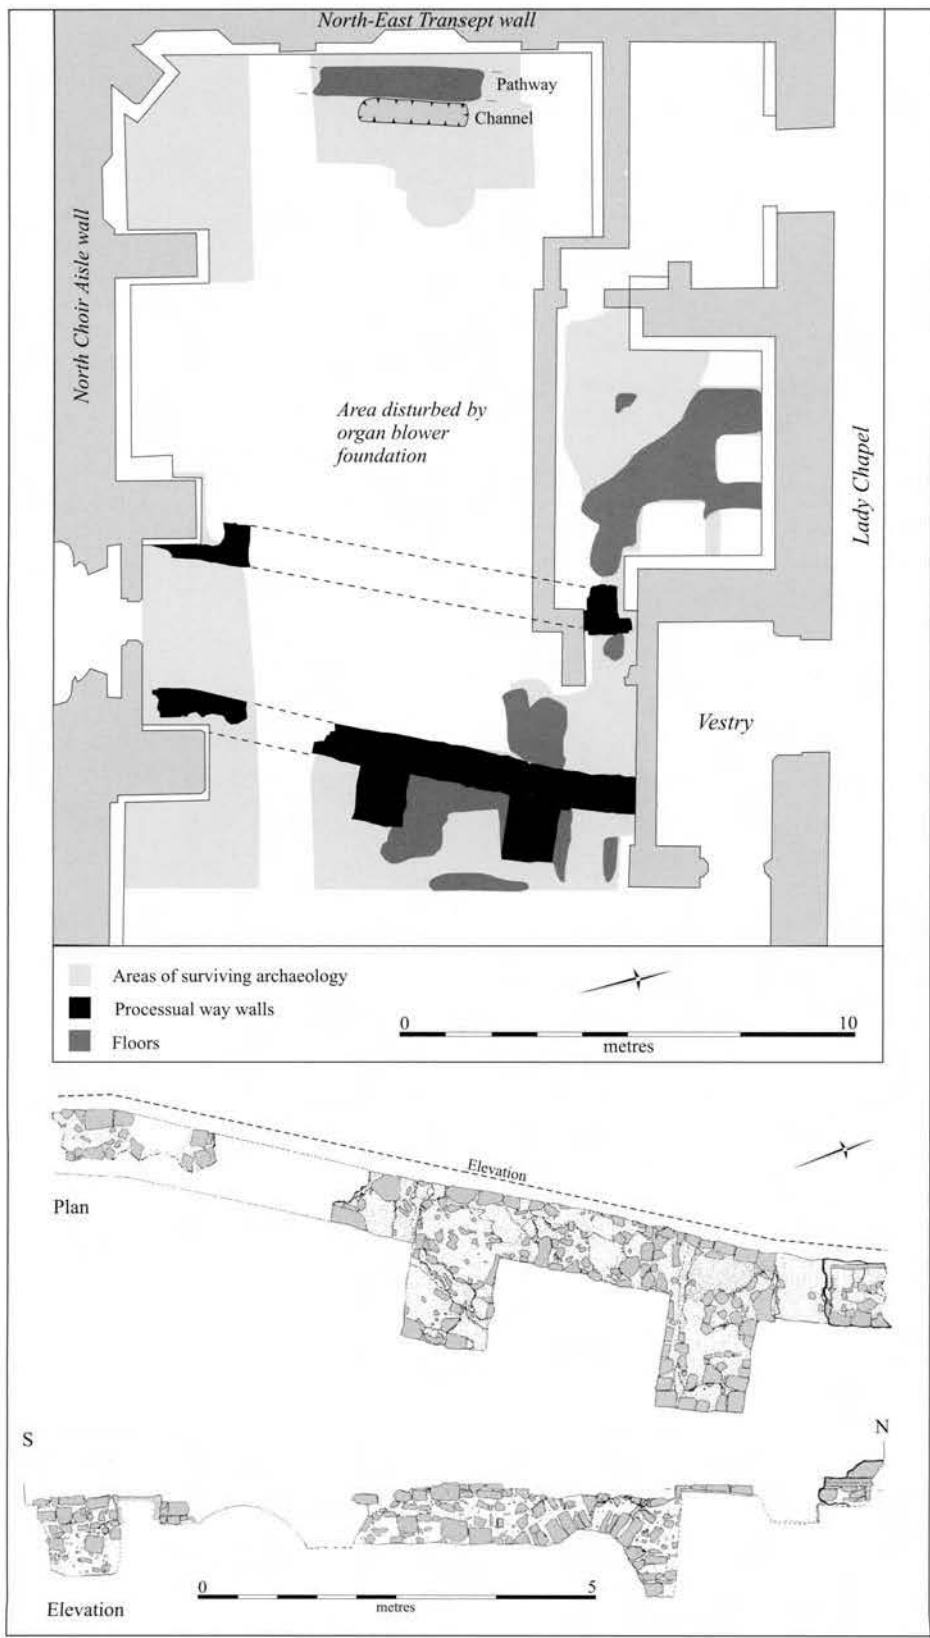 North-East Transept wall
Pathway
Channel
North Choir Aisle wall
Area disturbed by
organ blower
foundation
Lady Chapel
Vestry
Areas of surviving archaeology
Processual way walls
Floors
0 10
metres
Elevation
Plan
S N
0 5
metres
Elevation